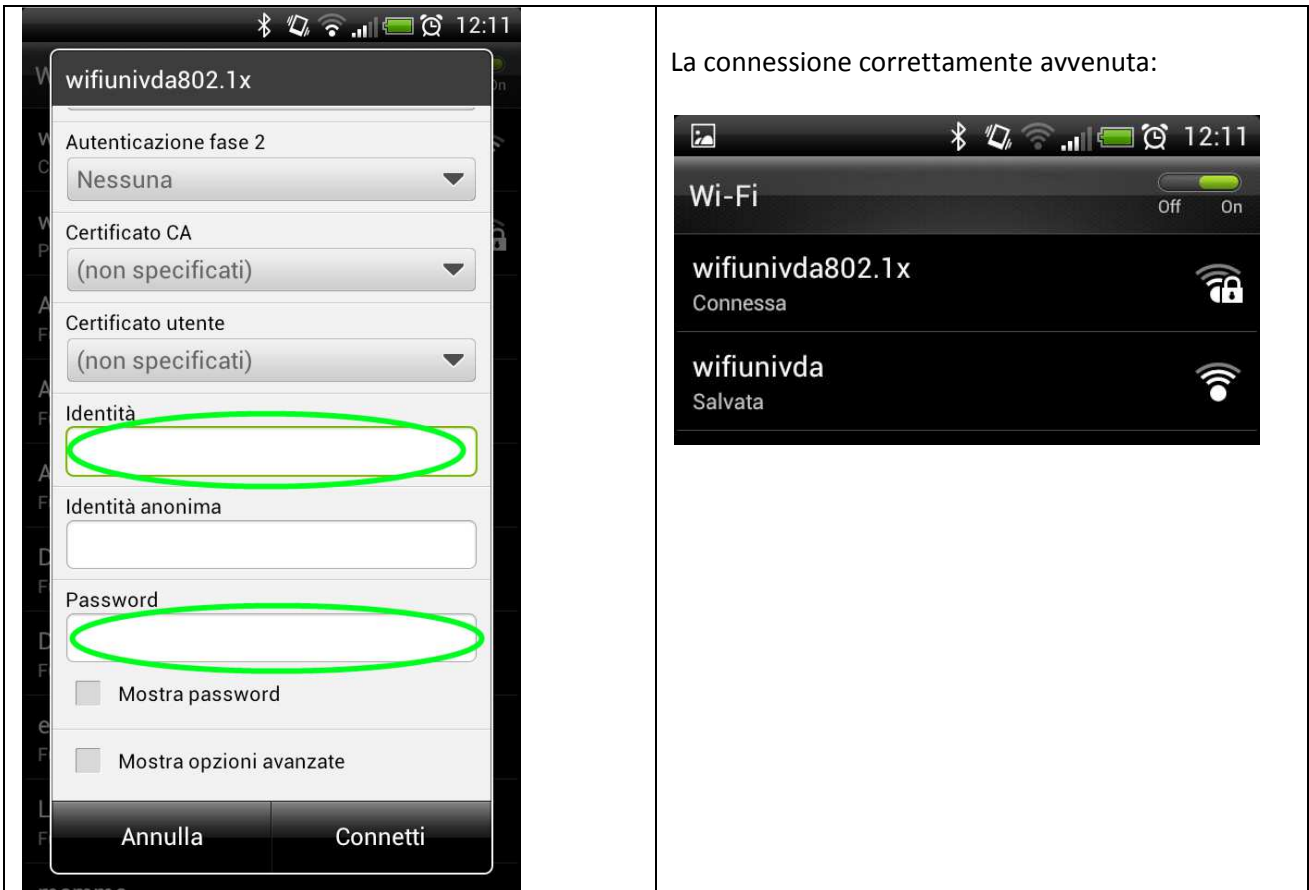 12:11
wifiunivda802.1x
Autenticazione fase 2
Nessuna
Certificato CA
(non specificati)
Certificato utente
(non specificati)
Identità
Identità anonima
Password
Mostra password
Mostra opzioni avanzate
Annulla Connetti
La connessione correttamente avvenuta:
12:11
Wi-Fi
Off On
wifiunivda802.1x
Connessa
wifiunivda
Salvata